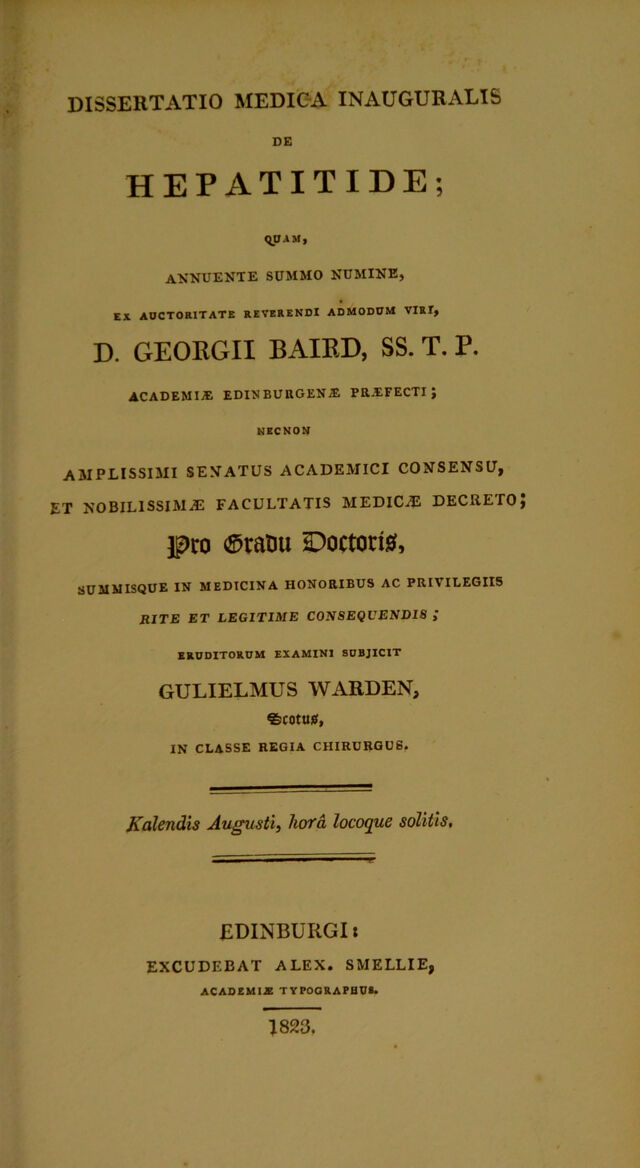 DISSERTATIO MEDICA INAUGURALIS
DE
HEPATITIDE;
QUAM,
ANNUENTE SUMMO NUMINE,
EX AUCTORITATE REVERENDI ADMODUM VIRI,
D. GEORGII BAIRD, SS. T. P.
ACADEMIÆ EDINBURGENÆ PRÆFECTI;
NECNON
AMPLISSIMI SENATUS ACADEMICI CONSENSU,
ET NOBILISSIMÆ FACULTATIS MEDICÆ DECRETO;
Pro Gradu Doctoris,
SUMMISQUE IN MEDICINA HONORIBUS AC PRIVILEGIIS
RITE ET LEGITIME CONSEQUENDIS;
ERUDITORUM EXAMINI SUBJICIT
GULIELMUS WARDEN,
Scotus,
IN CLASSE REGIA CHIRURGUS.
Kalendis Augusti, horâ locoque solitis.
EDINBURGI:
EXCUDEBAT ALEX. SMELLIE,
ACADEMIÆ TYPOGRAPHUS.
1823.